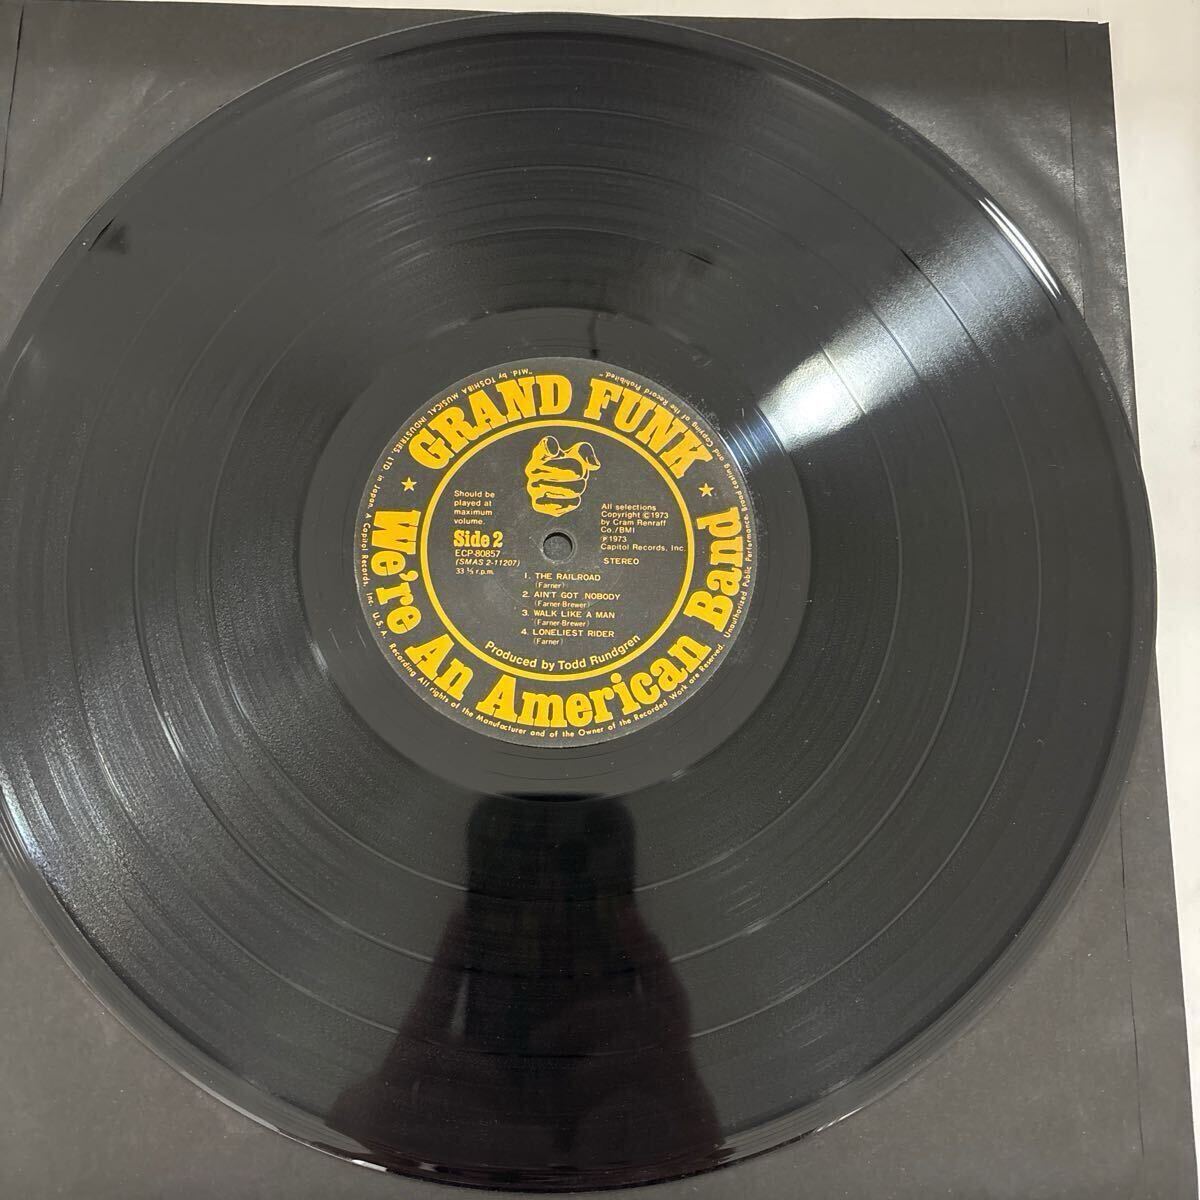 GRAND FUNK
We're An American Band
Should be
played at
maximum
volume.
Side 2
ECP-80857
(SMAS 2-11207)
33 ⅓ r.p.m.
All selections
Copyright ©1973
by Cram Renraff
Co./BMI
℗1973
Capitol Records, Inc.
STEREO
1. THE RAILROAD
(Farner)
2. AIN'T GOT NOBODY
(Farner-Brewer)
3. WALK LIKE A MAN
(Farner-Brewer)
4. LONELIEST RIDER
(Farner)
Produced by Todd Rundgren
"Mfd. by TOSHIBA MUSICAL INDUSTRIES, LTD. in Japan. A Capitol Records, Inc. U.S.A. Recording All rights of the Manufacturer and of the Owner of the Recorded Work are Reserved. Unauthorized Public Performance, Broad casting and Copying of the Record Prohibited."